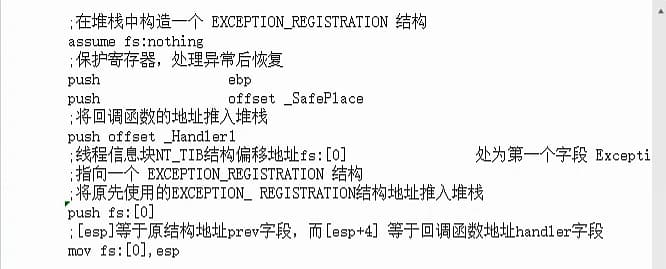 ;在堆栈中构造一个 EXCEPTION_REGISTRATION 结构
assume fs:nothing
;保护寄存器，处理异常后恢复
push ebp
push offset _SafePlace
;将回调函数的地址推入堆栈
push offset _Handler1
;线程信息块NT_TIB结构偏移地址fs:[0] 处为第一个字段 Excepti
;指向一个 EXCEPTION_REGISTRATION 结构
;将原先使用的EXCEPTION_ REGISTRATION结构地址推入堆栈
push fs:[0]
;[esp]等于原结构地址prev字段，而[esp+4] 等于回调函数地址handler字段
mov fs:[0],esp